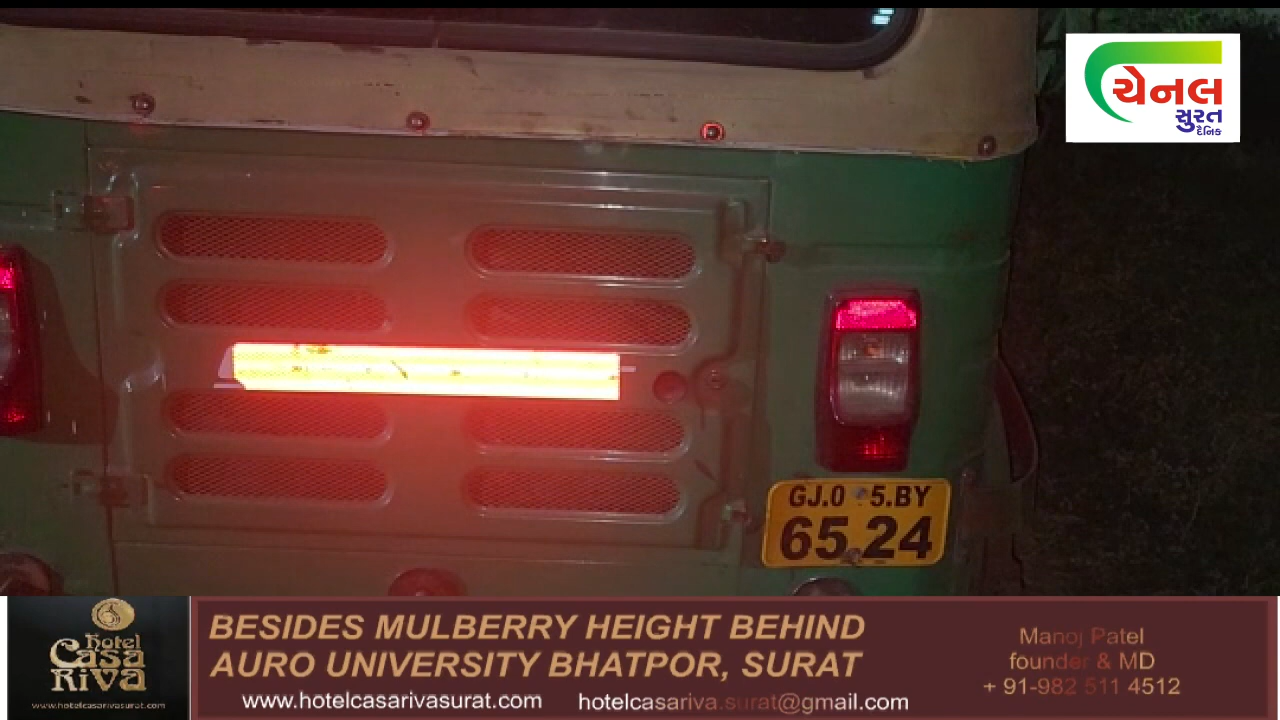 ચેનલ
સુરત
દૈનિક
GJ.0 5.BY
65 24
Hotel
Casa
Riva
www.hotelcasarivasurat.com
BESIDES MULBERRY HEIGHT BEHIND
AURO UNIVERSITY BHATPOR, SURAT
www.hotelcasarivasurat.com hotelcasariva.surat@gmail.com
Manoj Patel
founder & MD
+ 91-982 511 4512